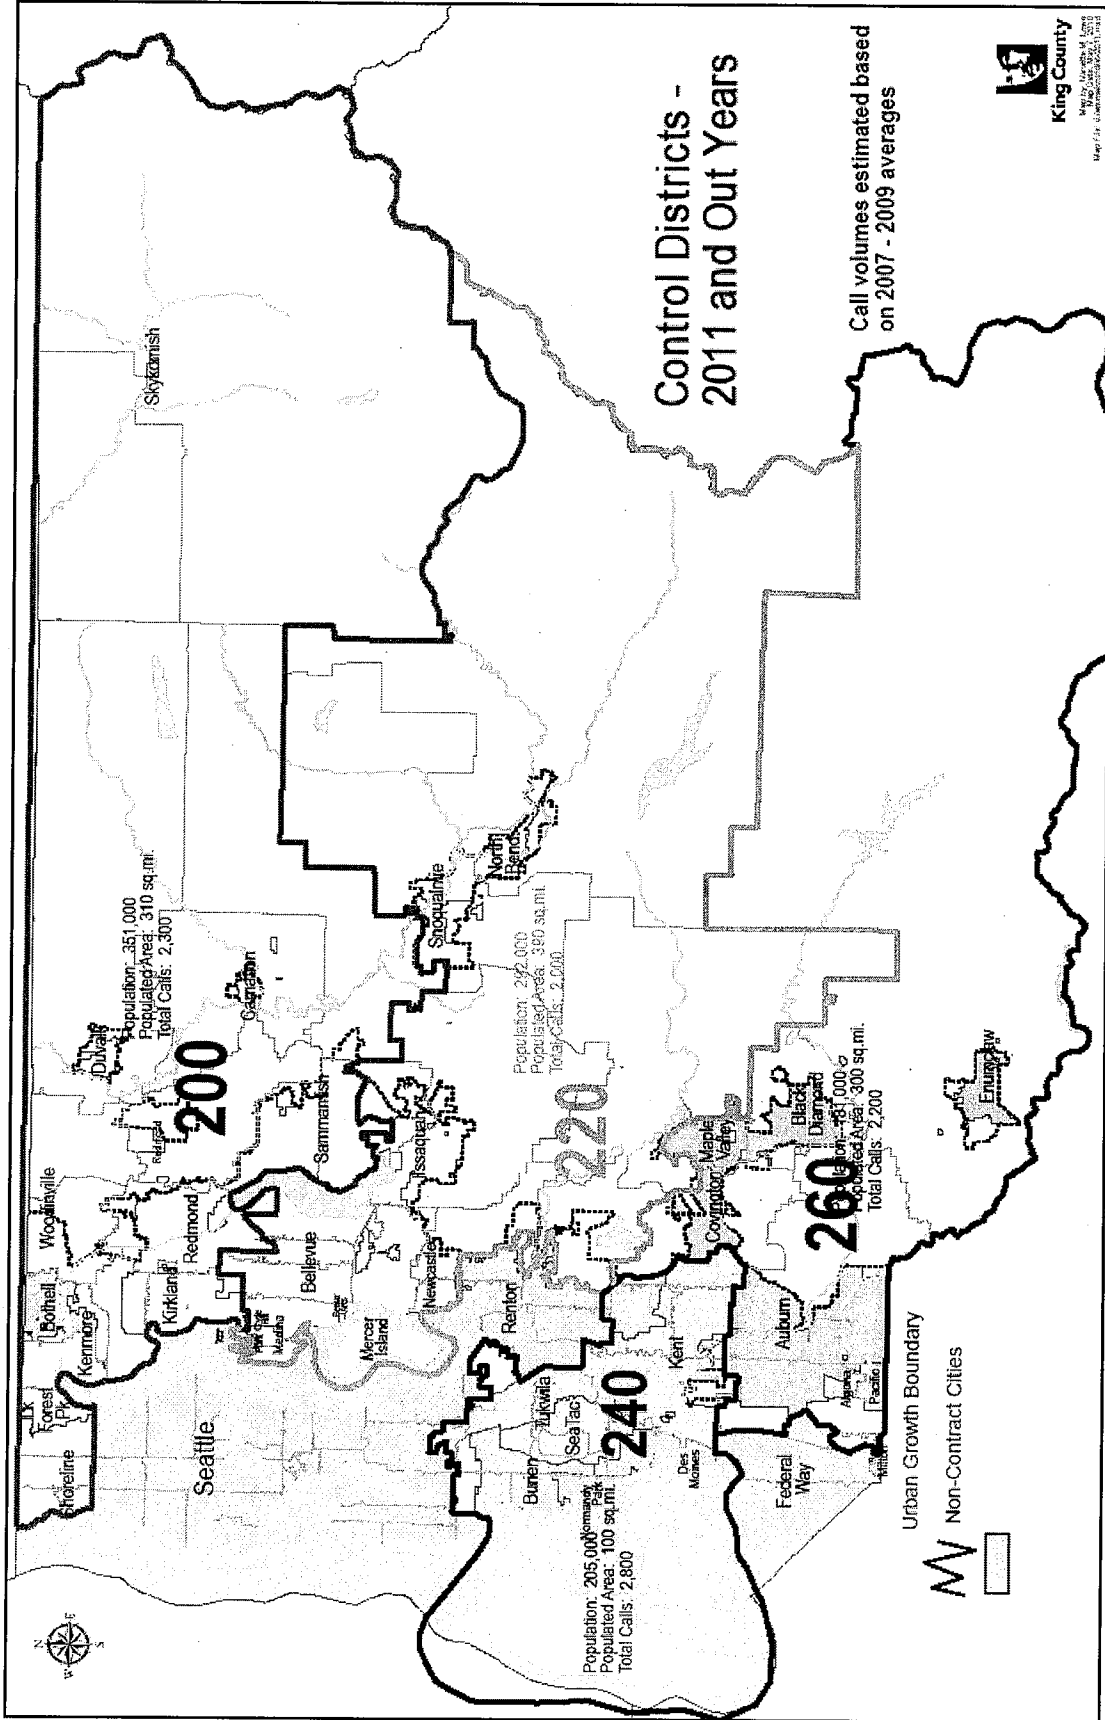 Control Districts -
2011 and Out Years
Call volumes estimated based
on 2007 - 2009 averages
King County
N
E
S
W
Skykomish
Population: 351,000
Populated Area: 310 sq.mi.
Total Calls: 2,300
200
Duvall
Carnation
Woodinville
Bothell
Kenmore
Forest
Pk
Shoreline
Kirkland
Redmond
Redmond
Sammamish
Seattle
Bellevue
Medina
Mercer
Island
Issaquah
Newcastle
Snoqualmie
North
Bend
Populated Area: 380 sq.mi.
Total Calls: 2,000
220
Renton
Tukwila
SeaTac
Burien
Normandy
Park
Population: 205,000
Populated Area: 100 sq.mi.
Total Calls: 2,800
240
Kent
Des
Moines
Covington
Maple
Valley
Black
Diamond
260
Populated Area: 300 sq.mi.
Total Calls: 2,200
Enumclaw
Auburn
Algona
Pacific
Milton
Federal
Way
Urban Growth Boundary
Non-Contract Cities